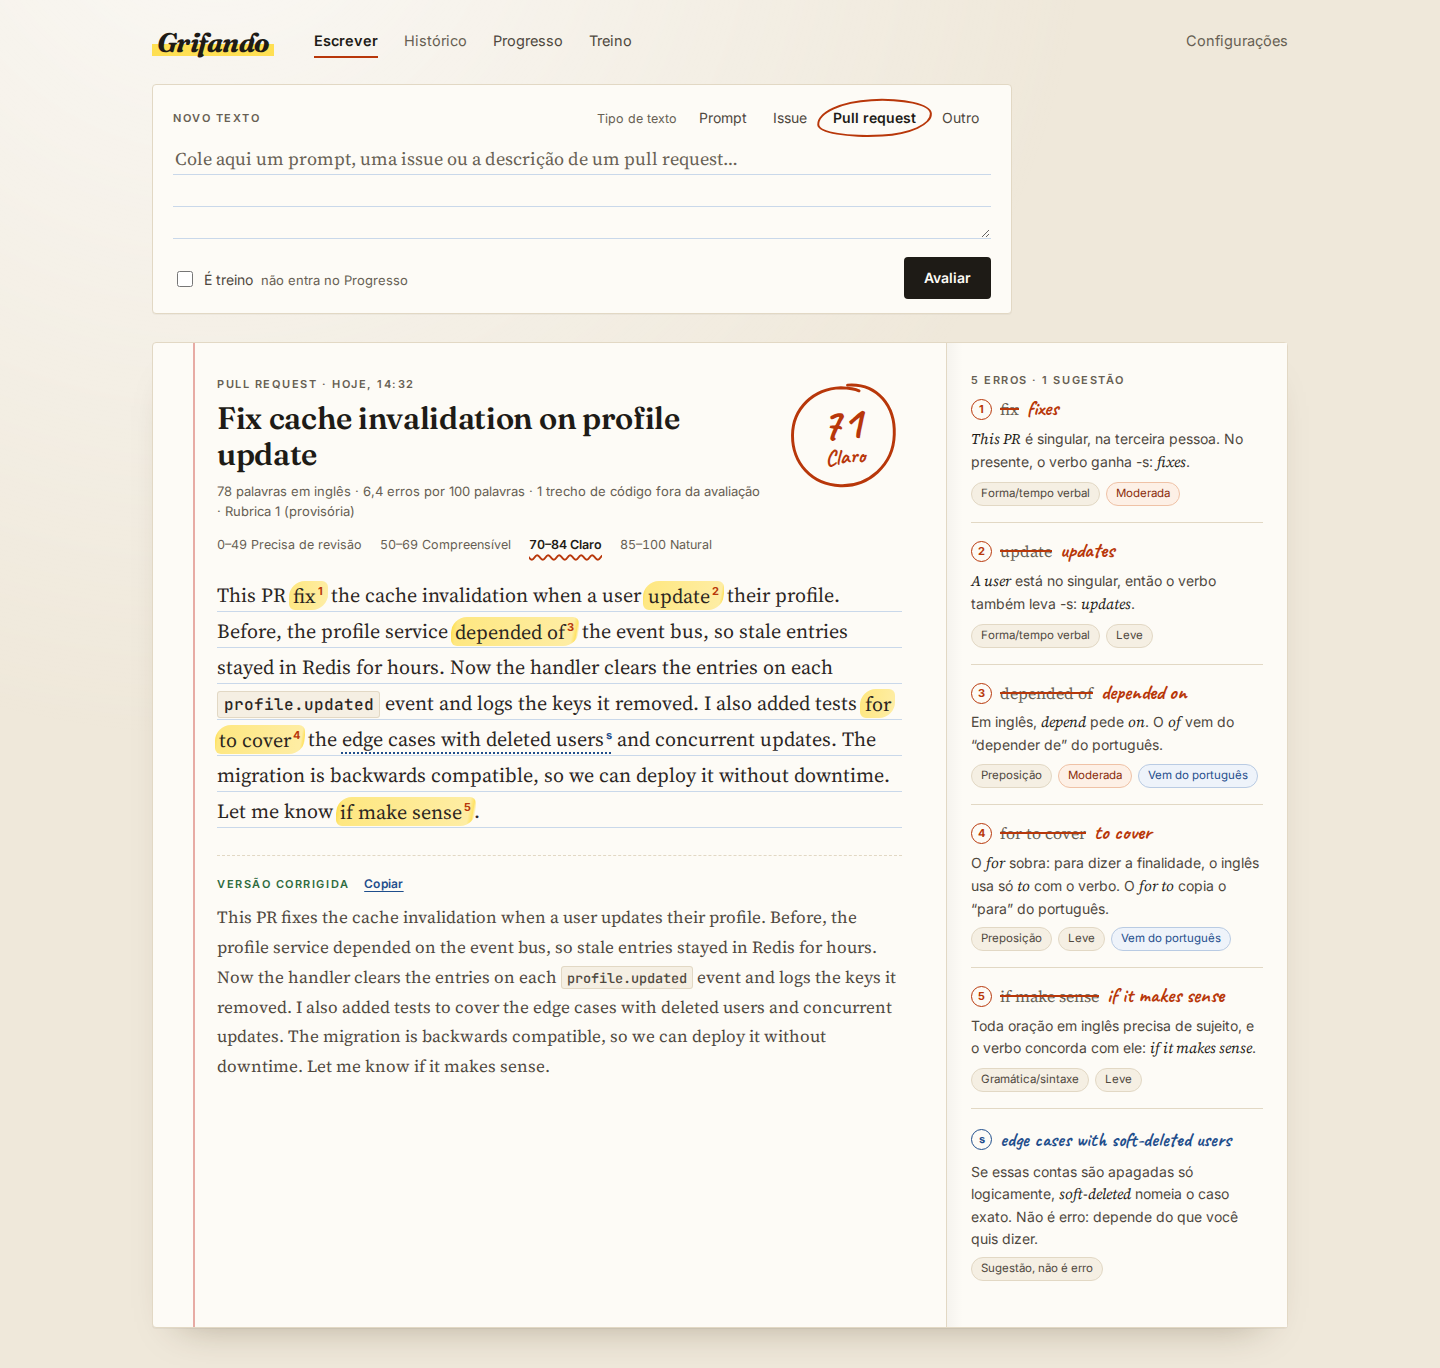 Grifando
Escrever Histórico Progresso Treino Configurações
NOVO TEXTO Tipo de texto Prompt Issue Pull request Outro
Cole aqui um prompt, uma issue ou a descrição de um pull request...
É treino não entra no Progresso Avaliar
PULL REQUEST · HOJE, 14:32
Fix cache invalidation on profile
update
71
Claro
78 palavras em inglês · 6,4 erros por 100 palavras · 1 trecho de código fora da avaliação
· Rubrica 1 (provisória)
0–49 Precisa de revisão 50–69 Compreensível 70–84 Claro 85–100 Natural
This PR fix1 the cache invalidation when a user update2 their profile.
Before, the profile service depended of3 the event bus, so stale entries
stayed in Redis for hours. Now the handler clears the entries on each
profile.updated event and logs the keys it removed. I also added tests for
to cover4 the edge cases with deleted userss and concurrent updates. The
migration is backwards compatible, so we can deploy it without downtime.
Let me know if make sense5.
VERSÃO CORRIGIDA Copiar
This PR fixes the cache invalidation when a user updates their profile. Before, the
profile service depended on the event bus, so stale entries stayed in Redis for hours.
Now the handler clears the entries on each profile.updated event and logs the keys it
removed. I also added tests to cover the edge cases with deleted users and concurrent
updates. The migration is backwards compatible, so we can deploy it without
downtime. Let me know if it makes sense.
5 ERROS · 1 SUGESTÃO
1 fix fixes
This PR é singular, na terceira pessoa. No
presente, o verbo ganha -s: fixes.
Forma/tempo verbal Moderada
2 update updates
A user está no singular, então o verbo
também leva -s: updates.
Forma/tempo verbal Leve
3 depended of depended on
Em inglês, depend pede on. O of vem do
“depender de” do português.
Preposição Moderada Vem do português
4 for to cover to cover
O for sobra: para dizer a finalidade, o inglês
usa só to com o verbo. O for to copia o
“para” do português.
Preposição Leve Vem do português
5 if make sense if it makes sense
Toda oração em inglês precisa de sujeito, e
o verbo concorda com ele: if it makes sense.
Gramática/sintaxe Leve
s edge cases with soft-deleted users
Se essas contas são apagadas só
logicamente, soft-deleted nomeia o caso
exato. Não é erro: depende do que você
quis dizer.
Sugestão, não é erro